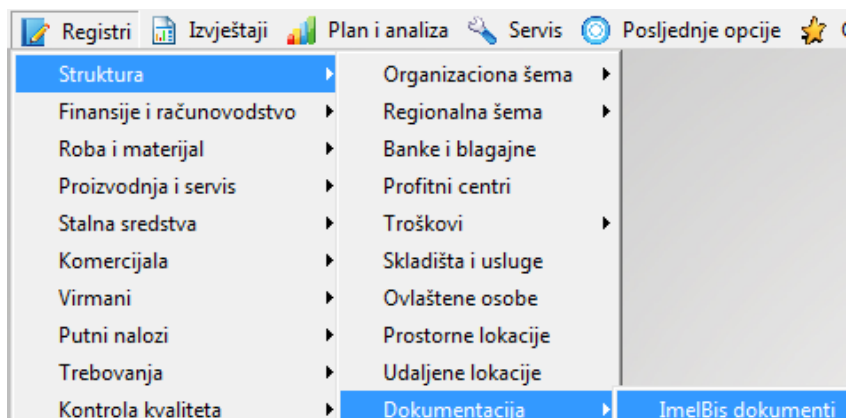 Registri Izvještaji Plan i analiza Servis Posljednje opcije
Struktura
Finansije i računovodstvo
Roba i materijal
Proizvodnja i servis
Stalna sredstva
Komercijala
Virmani
Putni nalozi
Trebovanja
Kontrola kvaliteta
Organizaciona šema
Regionalna šema
Banke i blagajne
Profitni centri
Troškovi
Skladišta i usluge
Ovlaštene osobe
Prostorne lokacije
Udaljene lokacije
Dokumentacija
ImelBis dokumenti